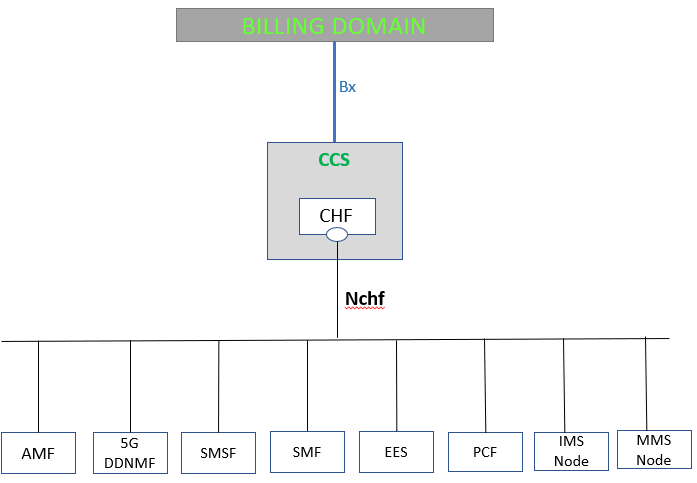 BILLING DOMAIN
Bx
CCS
CHF
Nchf
AMF
5G
DDNMF
SMSF
SMF
EES
PCF
IMS
Node
MMS
Node